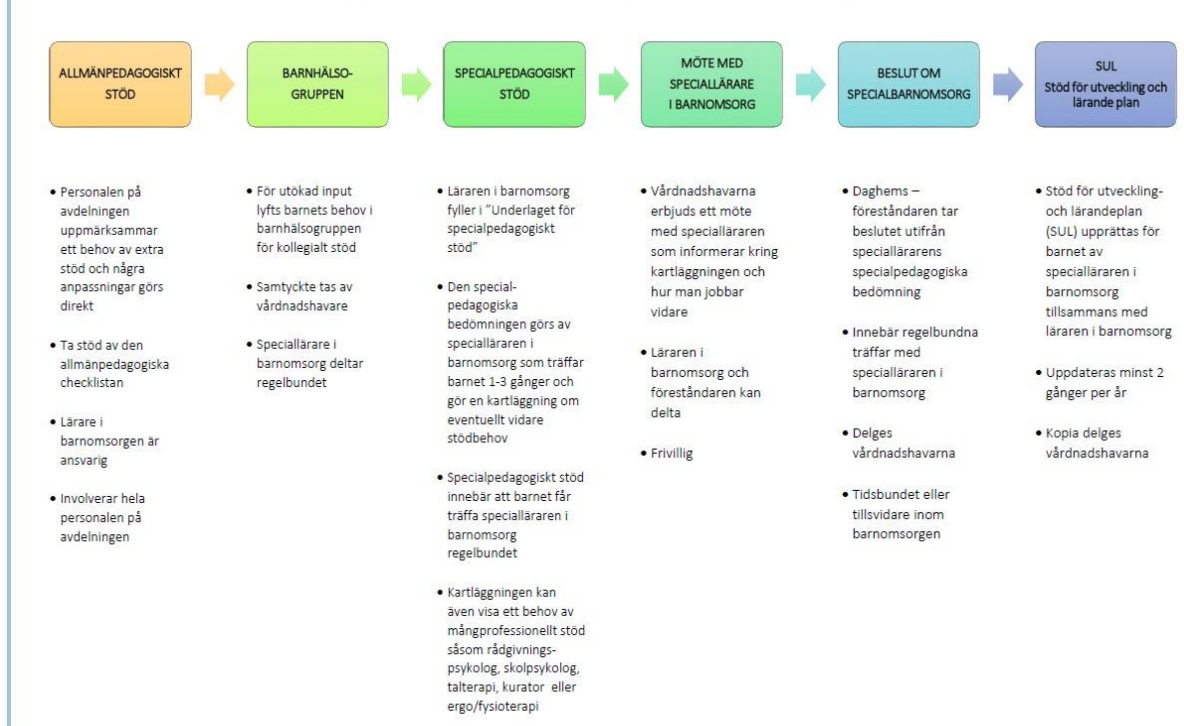 ALLMÄNPEDAGOGISKT
STÖD
BARNHÄLSO-
GRUPPEN
SPECIALPEDAGOGISKT
STÖD
MÖTE MED
SPECIALLÄRARE
I BARNOMSORG
BESLUT OM
SPECIALBARNOMSORG
SUL
Stöd för utveckling och
lärande plan
• Personalen på
avdelningen
uppmärksammar
ett behov av extra
stöd och några
anpassningar görs
direkt
• Ta stöd av den
allmänpedagogiska
checklistan
• Lärare i
barnomsorgen är
ansvarig
• Involverar hela
personalen på
avdelningen
• För utökad input
lyfts barnets behov i
barnhälsogruppen
för kollegialt stöd
• Samtyckte tas av
vårdnadshavare
• Speciallärare i
barnomsorg deltar
regelbundet
• Läraren i barnomsorg
fyller i "Underlaget för
specialpedagogiskt
stöd"
• Den special-
pedagogiska
bedömningen görs av
specialläraren i
barnomsorg som träffar
barnet 1-3 gånger och
gör en kartläggning om
eventuellt vidare
stödbehov
• Specialpedagogiskt stöd
innebär att barnet får
träffa specialläraren i
barnomsorg
regelbundet
• Kartläggningen kan
även visa ett behov av
mångprofessionellt stöd
såsom rådgivnings-
psykolog, skolpsykolog,
talterapi, kurator eller
ergo/fysioterapi
• Vårdnadshavarna
erbjuds ett möte
med specialläraren
som informerar kring
kartläggningen och
hur man jobbar
vidare
• Läraren i
barnomsorg och
föreståndaren kan
delta
• Frivillig
• Daghems –
föreståndaren tar
beslutet utifrån
speciallärarens
specialpedagogiska
bedömning
• Innebär regelbundna
träffar med
specialläraren i
barnomsorg
• Delges
vårdnadshavarna
• Tidsbundet eller
tillsvidare inom
barnomsorgen
• Stöd för utveckling-
och lärandeplan
(SUL) upprättas för
barnet av
specialläraren i
barnomsorg
tillsammans med
läraren i barnomsorg
• Uppdateras minst 2
gånger per år
• Kopia delges
vårdnadshavarna